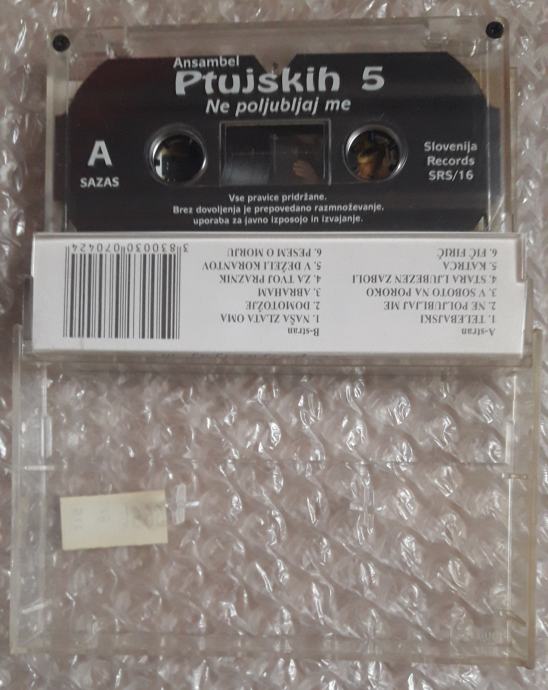 Ansambel
Ptujskih 5
Ne poljubljaj me
A
SAZAS
Slovenija
Records
SRS/16
Vse pravice pridržane.
Brez dovoljenja je prepovedano razmnoževanje,
uporaba za javno izposojo in izvajanje.
A-stran
1. TELEBAJSKI
2. NE POLJUBLJAJ ME
3. V SOBOTO NA POROKO
4. STARA LJUBEZEN ZABOLI
5. KATRCA
6. FIČ FIRIČ
B-stran
1. NAŠA ZLATA OMA
2. DOMOTOŽJE
3. ABRAHAM
4. ZA TVOJ PRAZNIK
5. V DEŽELI KORANTOV
6. PESEM O MORJU
3 830030 070424